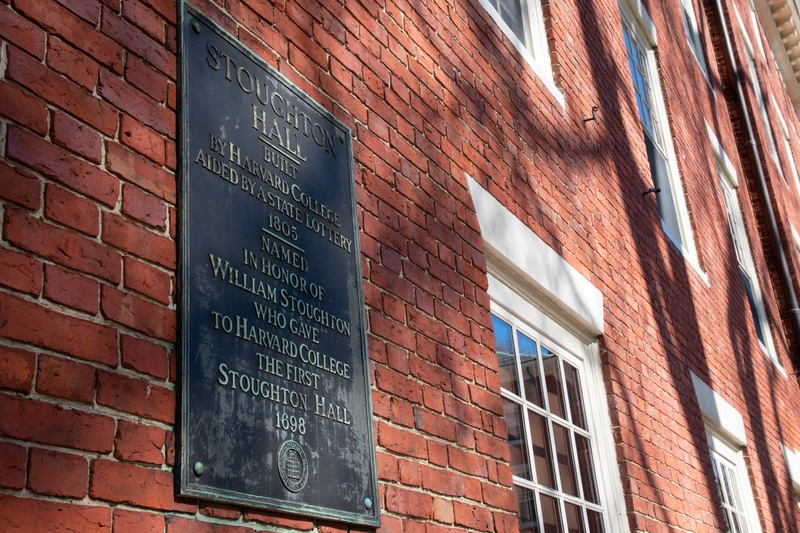 STOUGHTON
HALL
BUILT
BY HARVARD COLLEGE
AIDED BY A STATE LOTTERY
1805
NAMED
IN HONOR OF
WILLIAM STOUGHTON
WHO GAVE
TO HARVARD COLLEGE
THE FIRST
STOUGHTON HALL
1698